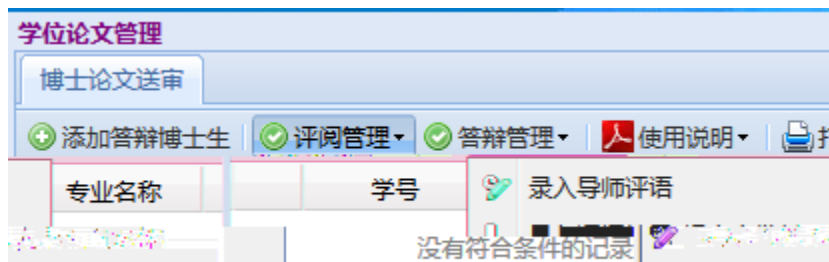 学位论文管理
博士论文送审
添加答辩博士生 评阅管理 答辩管理 使用说明
专业名称 学号 录入导师评语
没有符合条件的记录